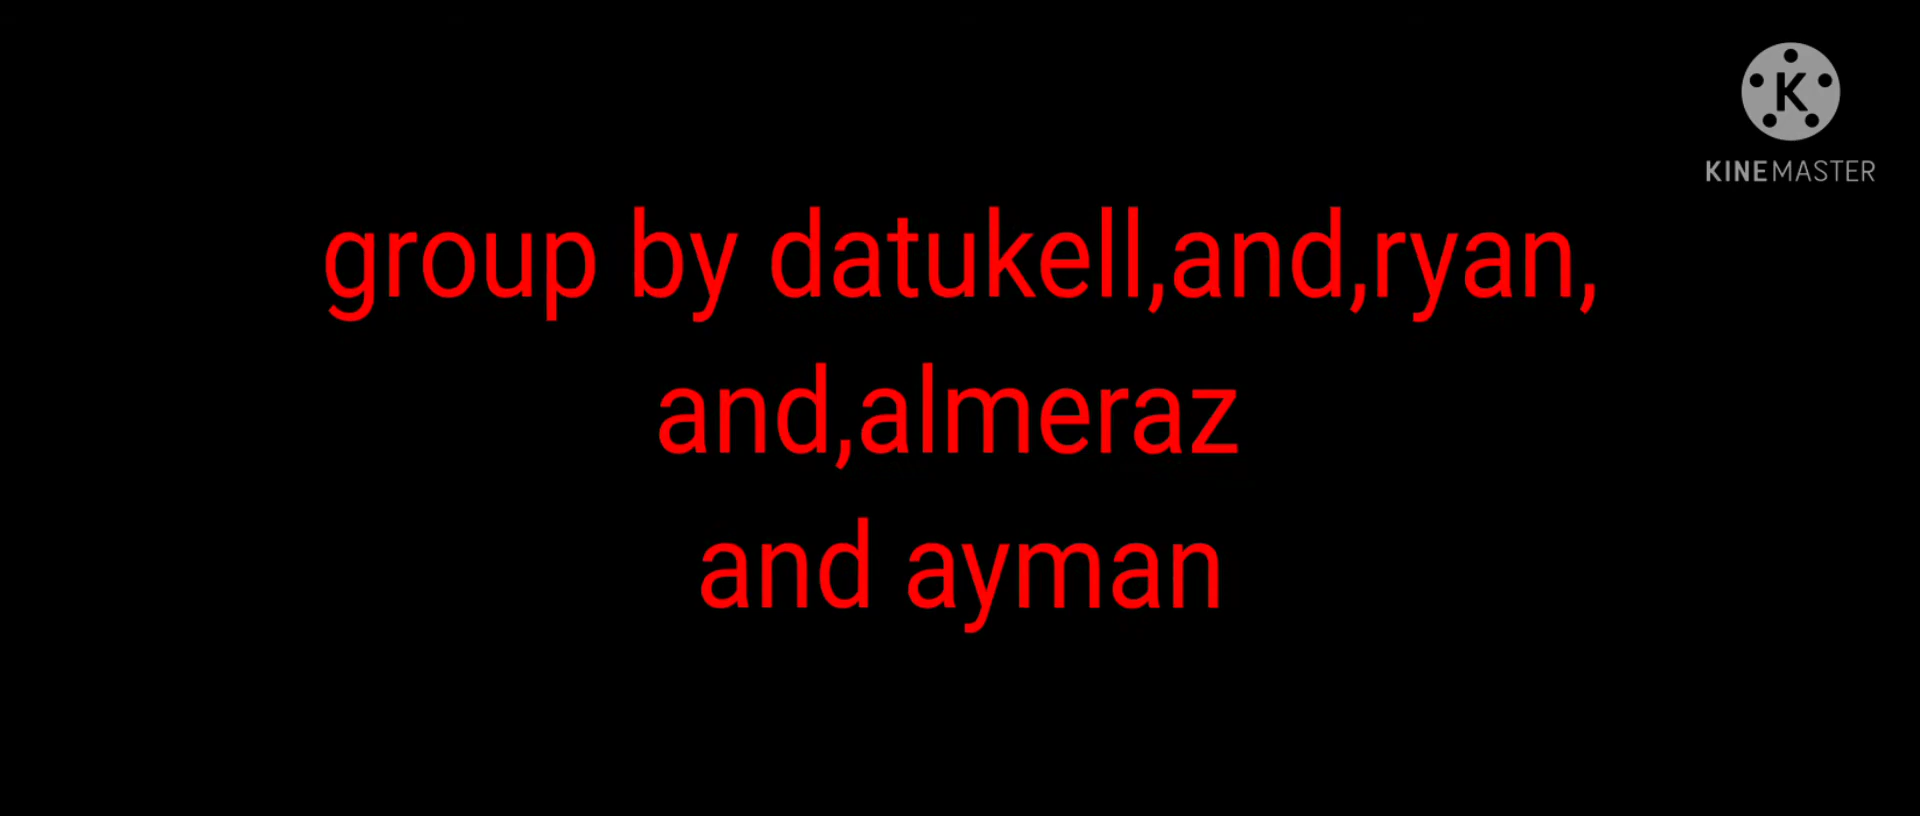 K
KINEMASTER
group by datukell,and,ryan,
and,almeraz
and ayman